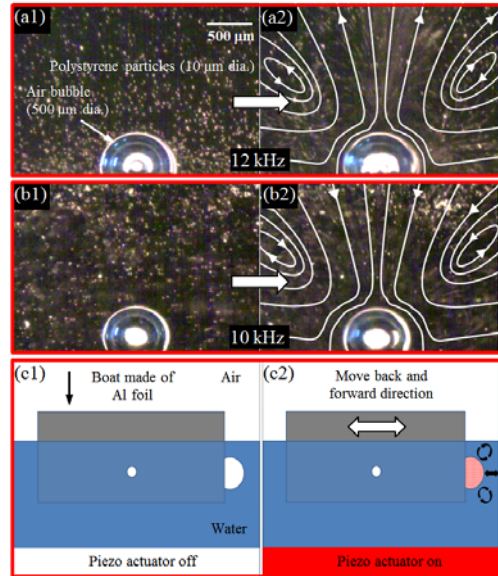 (a1)
500 μm
Polystyrene particles (10 μm dia.)
Air bubble
(500 μm dia.)
(a2)
12 kHz
(b1)
(b2)
10 kHz
(c1)
Boat made of
Al foil
Air
Water
Piezo actuator off
(c2)
Move back and
forward direction
Piezo actuator on